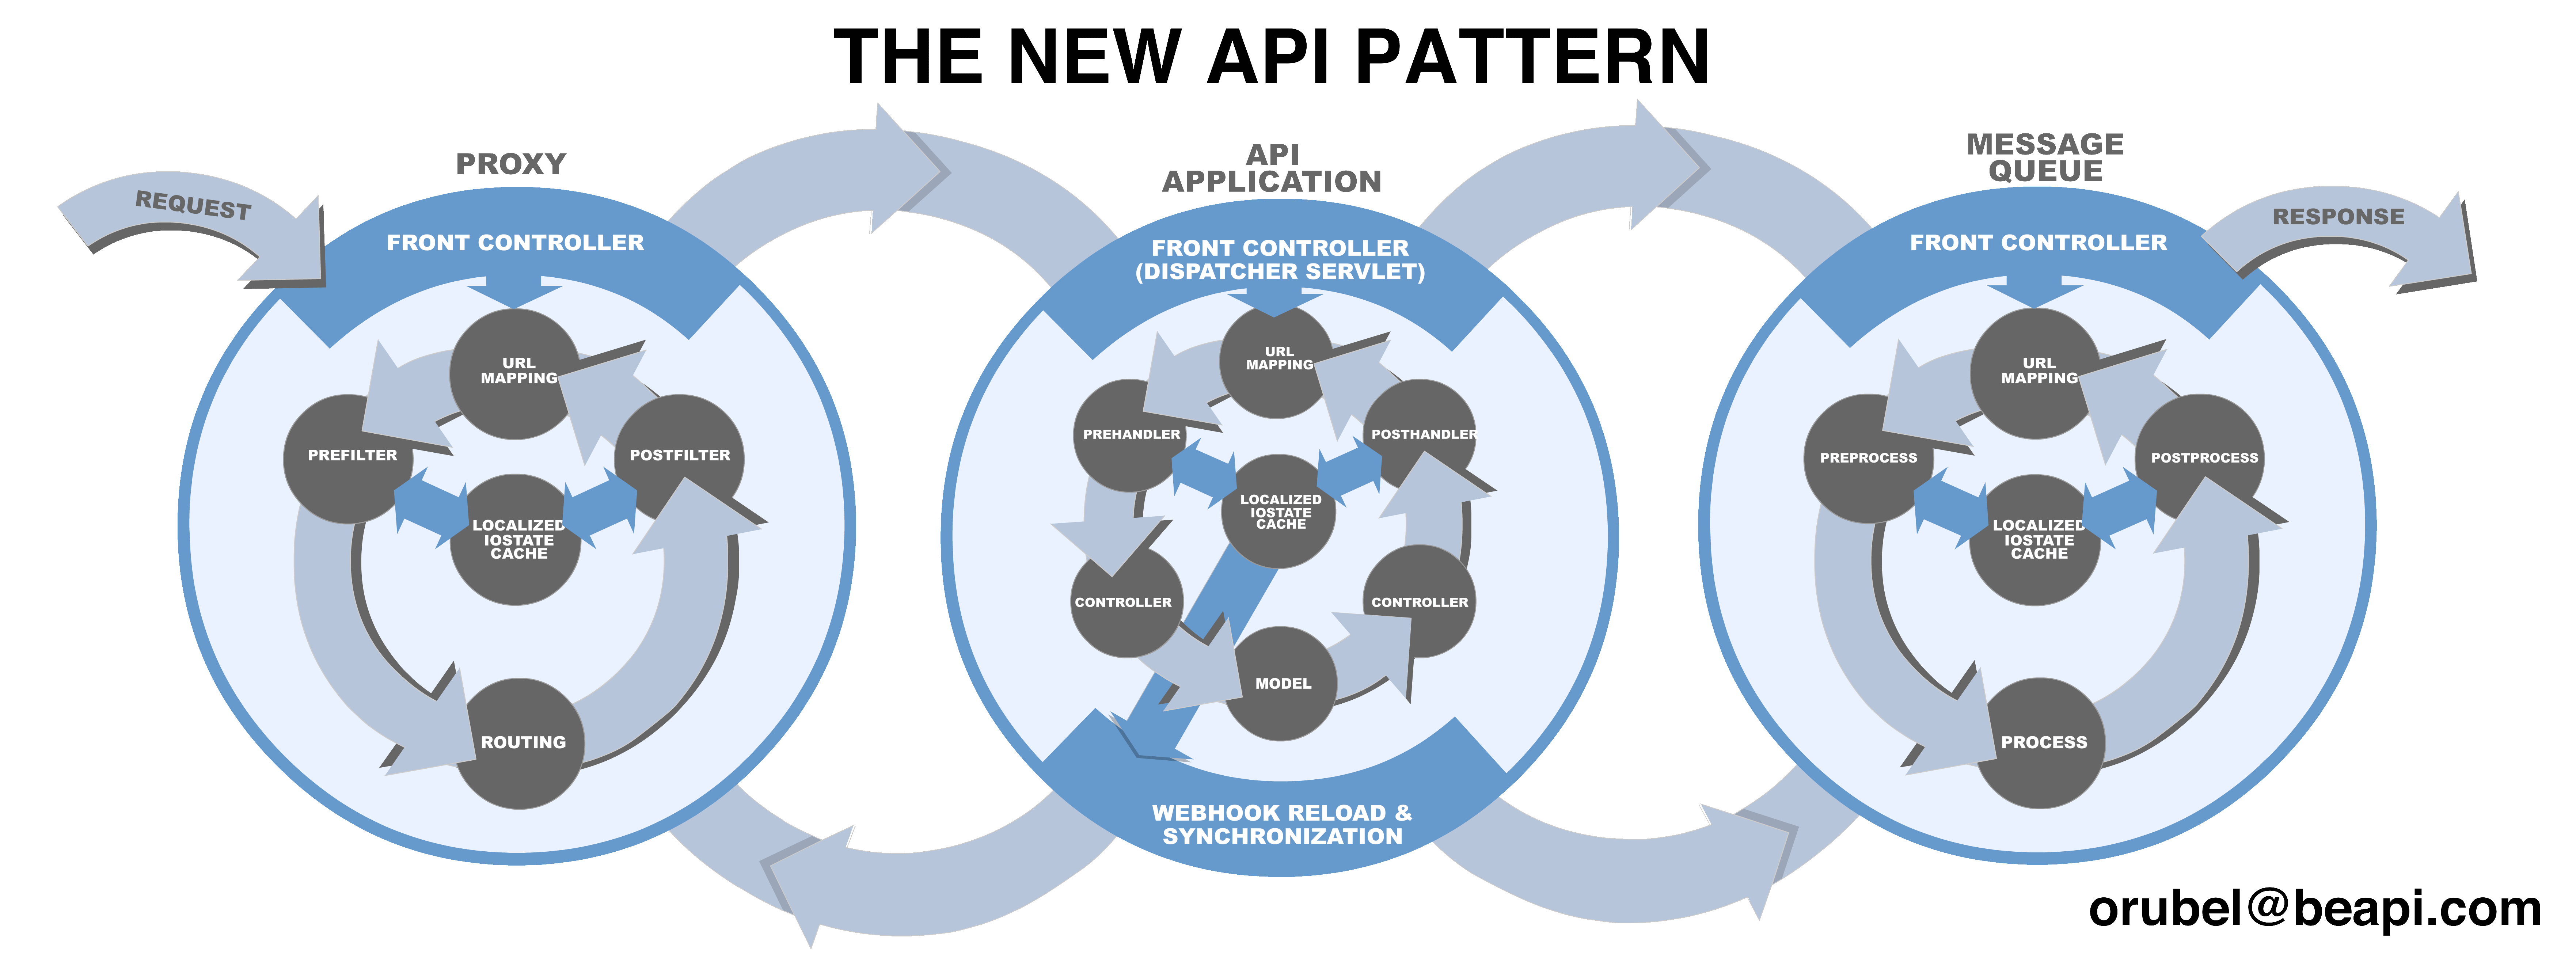 THE NEW API PATTERN
REQUEST
PROXY
FRONT CONTROLLER
URL
MAPPING
PREFILTER
POSTFILTER
LOCALIZED
IOSTATE
CACHE
ROUTING
API
APPLICATION
FRONT CONTROLLER
(DISPATCHER SERVLET)
URL
MAPPING
PREHANDLER
POSTHANDLER
LOCALIZED
IOSTATE
CACHE
CONTROLLER
CONTROLLER
MODEL
WEBHOOK RELOAD &
SYNCHRONIZATION
MESSAGE
QUEUE
FRONT CONTROLLER
RESPONSE
URL
MAPPING
PREPROCESS
POSTPROCESS
LOCALIZED
IOSTATE
CACHE
PROCESS
orubel@beapi.com